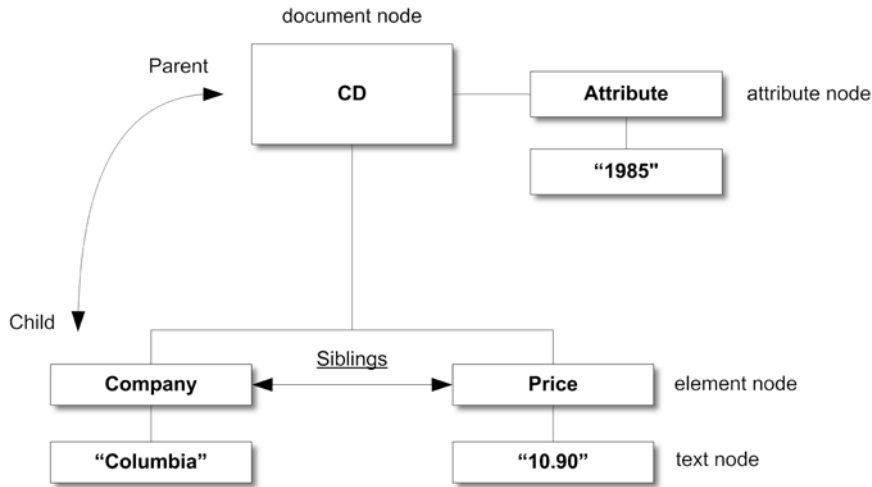 document node
Parent
CD
Attribute
attribute node
“1985"
Child
Siblings
Company
Price
element node
“Columbia”
“10.90”
text node